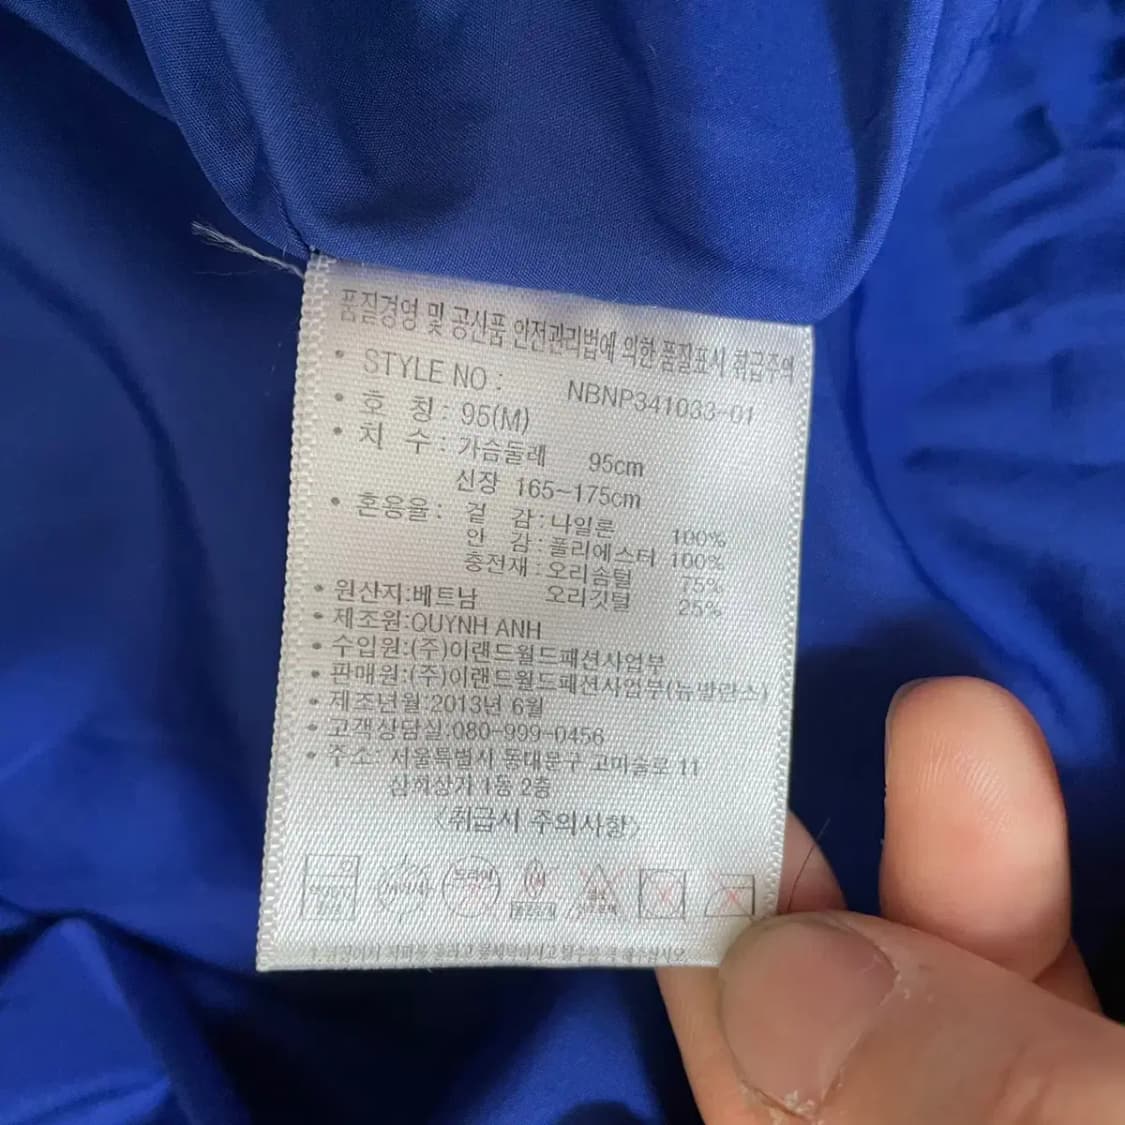 품질경영 및 공산품 안전관리법에 의한 품질표시 취급주의
• STYLE NO : NBNP341033-01
• 호 칭 : 95(M)
• 치 수 : 가슴둘레 95cm
신장 165~175cm
• 혼용율 : 겉 감 : 나일론 100%
안 감 : 폴리에스터 100%
충전재 : 오리솜털 75%
오리깃털 25%
• 원산지:베트남
• 제조원:QUYNH ANH
• 수입원:(주)이랜드월드패션사업부
• 판매원:(주)이랜드월드패션사업부(뉴발란스)
• 제조년월:2013년 6월
• 고객상담실:080-999-0456
• 주소: 서울특별시 동대문구 고미술로 11
삼희상가 1동 2층
<취급시 주의사항>
드라이